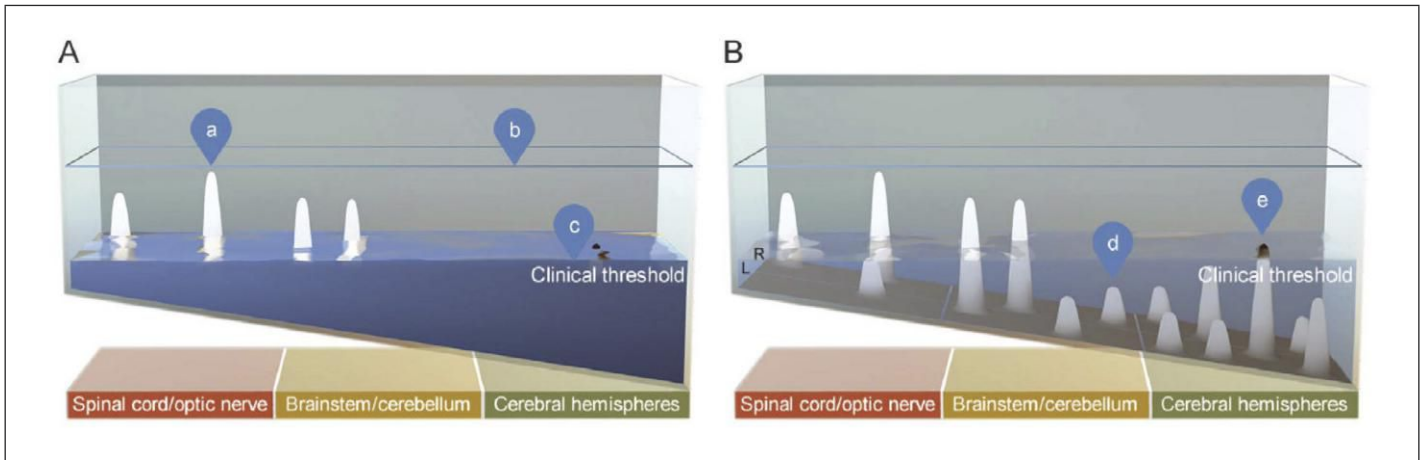 A
a
b
c
Clinical threshold
Spinal cord/optic nerve
Brainstem/cerebellum
Cerebral hemispheres
B
e
d
R
L
Clinical threshold
Spinal cord/optic nerve
Brainstem/cerebellum
Cerebral hemispheres